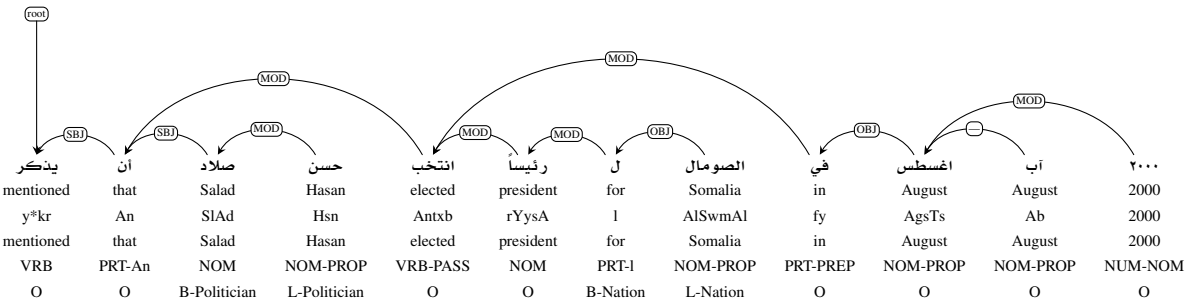 root
MOD
MOD
MOD
SBJ SBJ MOD MOD MOD OBJ OBJ —
يذكر أن صلاد حسن انتخب رئيساً ل الصومال في اغسطس آب ٢٠٠٠
mentioned that Salad Hasan elected president for Somalia in August August 2000
y*kr An SlAd Hsn Antxb rYysA l AlSwmAl fy AgsTs Ab 2000
mentioned that Salad Hasan elected president for Somalia in August August 2000
VRB PRT-An NOM NOM-PROP VRB-PASS NOM PRT-l NOM-PROP PRT-PREP NOM-PROP NOM-PROP NUM-NOM
O O B-Politician L-Politician O O B-Nation L-Nation O O O O